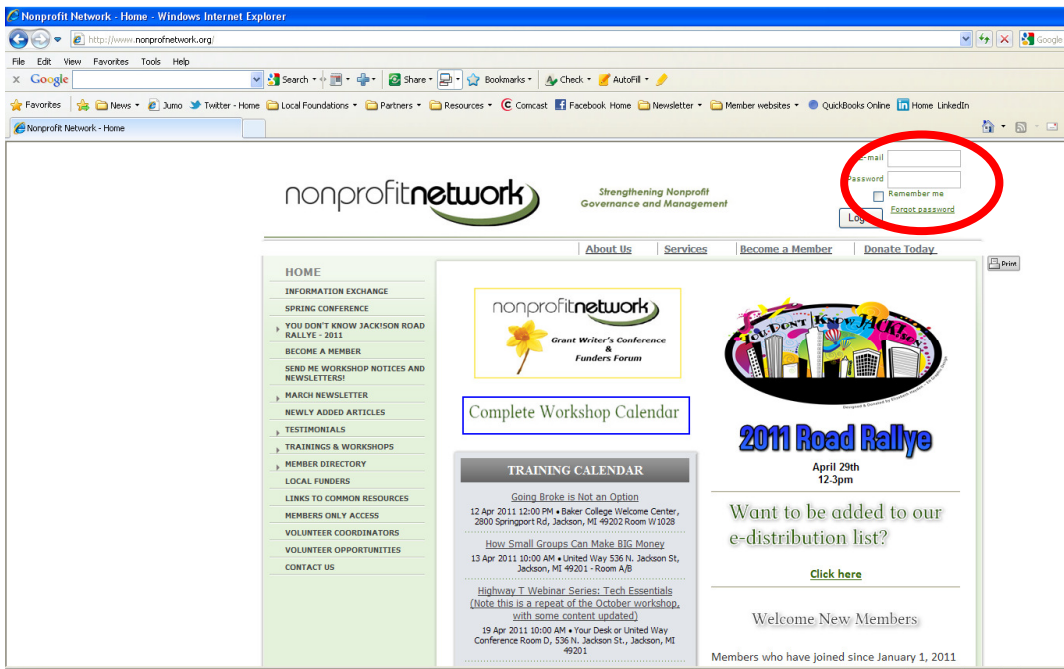 Nonprofit Network - Home - Windows Internet Explorer
http://www.nonprofnetwork.org/
Google
File Edit View Favorites Tools Help
x Google Search Share Bookmarks Check AutoFill
Favorites News Jumo Twitter - Home Local Foundations Partners Resources Comcast Facebook Home Newsletter Member websites QuickBooks Online Home LinkedIn
Nonprofit Network - Home
E-mail
Password
Remember me
Forgot password
nonprofitnetwork
Strengthening Nonprofit
Governance and Management
About Us Services Become a Member Donate Today
Print
HOME
INFORMATION EXCHANGE
SPRING CONFERENCE
YOU DON'T KNOW JACK!SON ROAD
RALLYE - 2011
BECOME A MEMBER
SEND ME WORKSHOP NOTICES AND
NEWSLETTERS!
MARCH NEWSLETTER
NEWLY ADDED ARTICLES
TESTIMONIALS
TRAININGS & WORKSHOPS
MEMBER DIRECTORY
LOCAL FUNDERS
LINKS TO COMMON RESOURCES
MEMBERS ONLY ACCESS
VOLUNTEER COORDINATORS
VOLUNTEER OPPORTUNITIES
CONTACT US
nonprofitnetwork
Grant Writer's Conference
&
Funders Forum
Complete Workshop Calendar
TRAINING CALENDAR
Going Broke is Not an Option
12 Apr 2011 12:00 PM • Baker College Welcome Center,
2800 Springport Rd, Jackson, MI 49202 Room W1028
How Small Groups Can Make BIG Money
13 Apr 2011 10:00 AM • United Way 536 N. Jackson St,
Jackson, MI 49201 - Room A/B
Highway T Webinar Series: Tech Essentials
(Note this is a repeat of the October workshop,
with some content updated)
19 Apr 2011 10:00 AM • Your Desk or United Way
Conference Room D, 536 N. Jackson St., Jackson, MI
49201
You Don't Know JACK!son
2011 Road Rallye
April 29th
12-3pm
Want to be added to our
e-distribution list?
Click here
Welcome New Members
Members who have joined since January 1, 2011